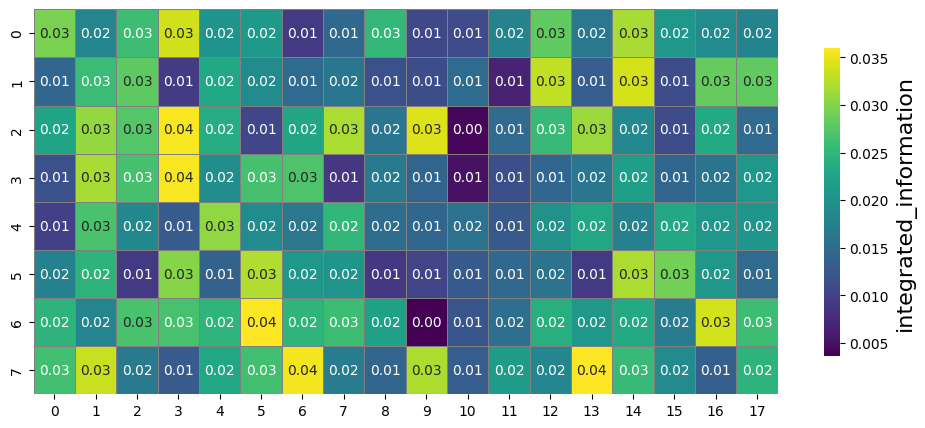 0 0.03 0.02 0.03 0.03 0.02 0.02 0.01 0.01 0.03 0.01 0.01 0.02 0.03 0.02 0.03 0.02 0.02 0.02
1 0.01 0.03 0.03 0.01 0.02 0.02 0.01 0.02 0.01 0.01 0.01 0.01 0.03 0.01 0.03 0.01 0.03 0.03
2 0.02 0.03 0.03 0.04 0.02 0.01 0.02 0.03 0.02 0.03 0.00 0.01 0.03 0.03 0.02 0.01 0.02 0.01
3 0.01 0.03 0.03 0.04 0.02 0.03 0.03 0.01 0.02 0.01 0.01 0.01 0.01 0.02 0.02 0.01 0.02 0.02
4 0.01 0.03 0.02 0.01 0.03 0.02 0.02 0.02 0.02 0.01 0.02 0.01 0.02 0.02 0.02 0.02 0.02 0.02
5 0.02 0.02 0.01 0.03 0.01 0.03 0.02 0.02 0.01 0.01 0.01 0.01 0.02 0.01 0.03 0.03 0.02 0.01
6 0.02 0.02 0.03 0.03 0.02 0.04 0.02 0.03 0.02 0.00 0.01 0.02 0.02 0.02 0.02 0.02 0.03 0.03
7 0.03 0.03 0.02 0.01 0.02 0.03 0.04 0.02 0.01 0.03 0.01 0.02 0.02 0.04 0.03 0.02 0.01 0.02
0 1 2 3 4 5 6 7 8 9 10 11 12 13 14 15 16 17
0.035
0.030
0.025
0.020
0.015
0.010
0.005
integrated_information